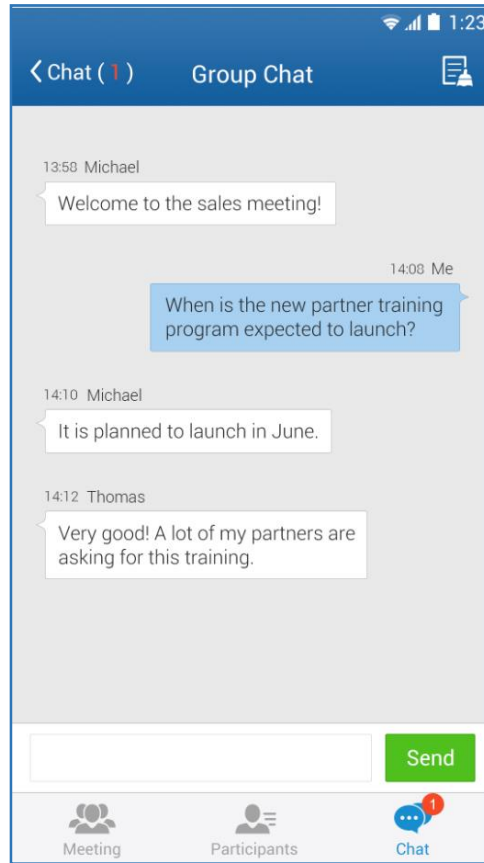 1:23
Chat ( 1 )
Group Chat
13:58 Michael
Welcome to the sales meeting!
14:08 Me
When is the new partner training
program expected to launch?
14:10 Michael
It is planned to launch in June.
14:12 Thomas
Very good! A lot of my partners are
asking for this training.
Send
1
Meeting
Participants
Chat